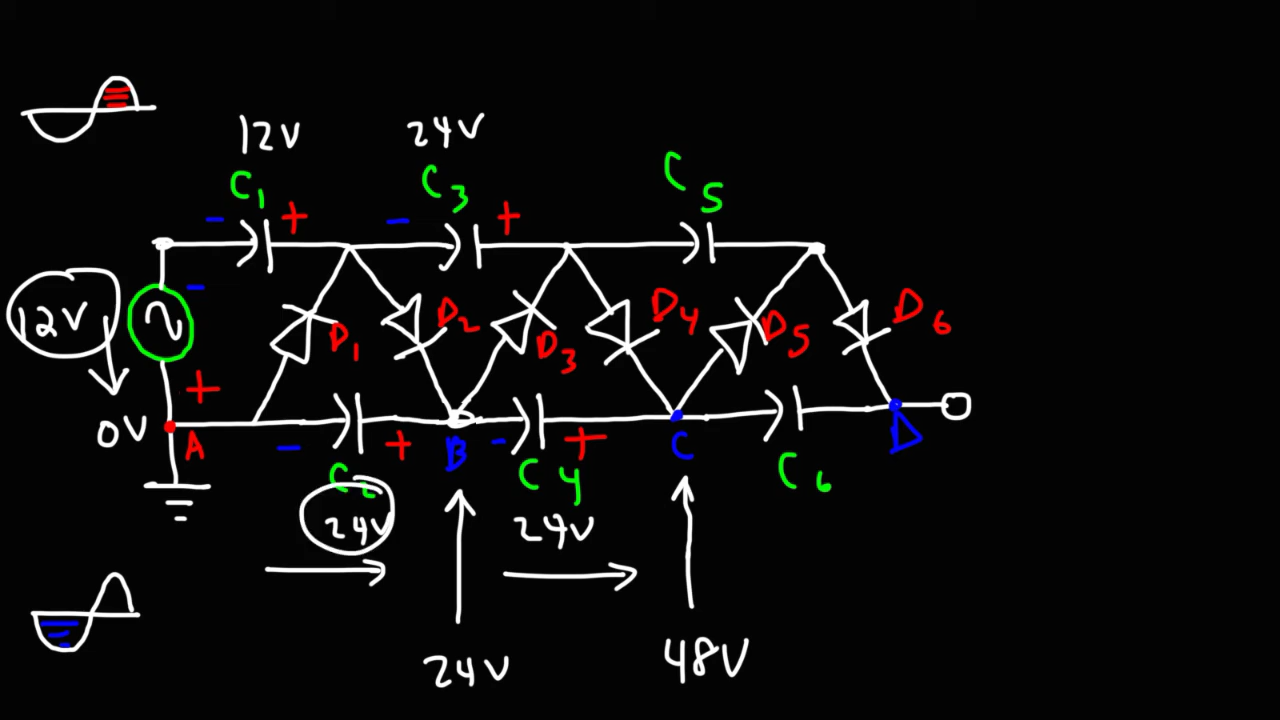 12V 24V
C1 C3 C5
- + - +
12V - D1 D2 D3 D4 D5 D6
+
0V A - + B - + C D
C2 C4 C6
24V 24V
24V 48V